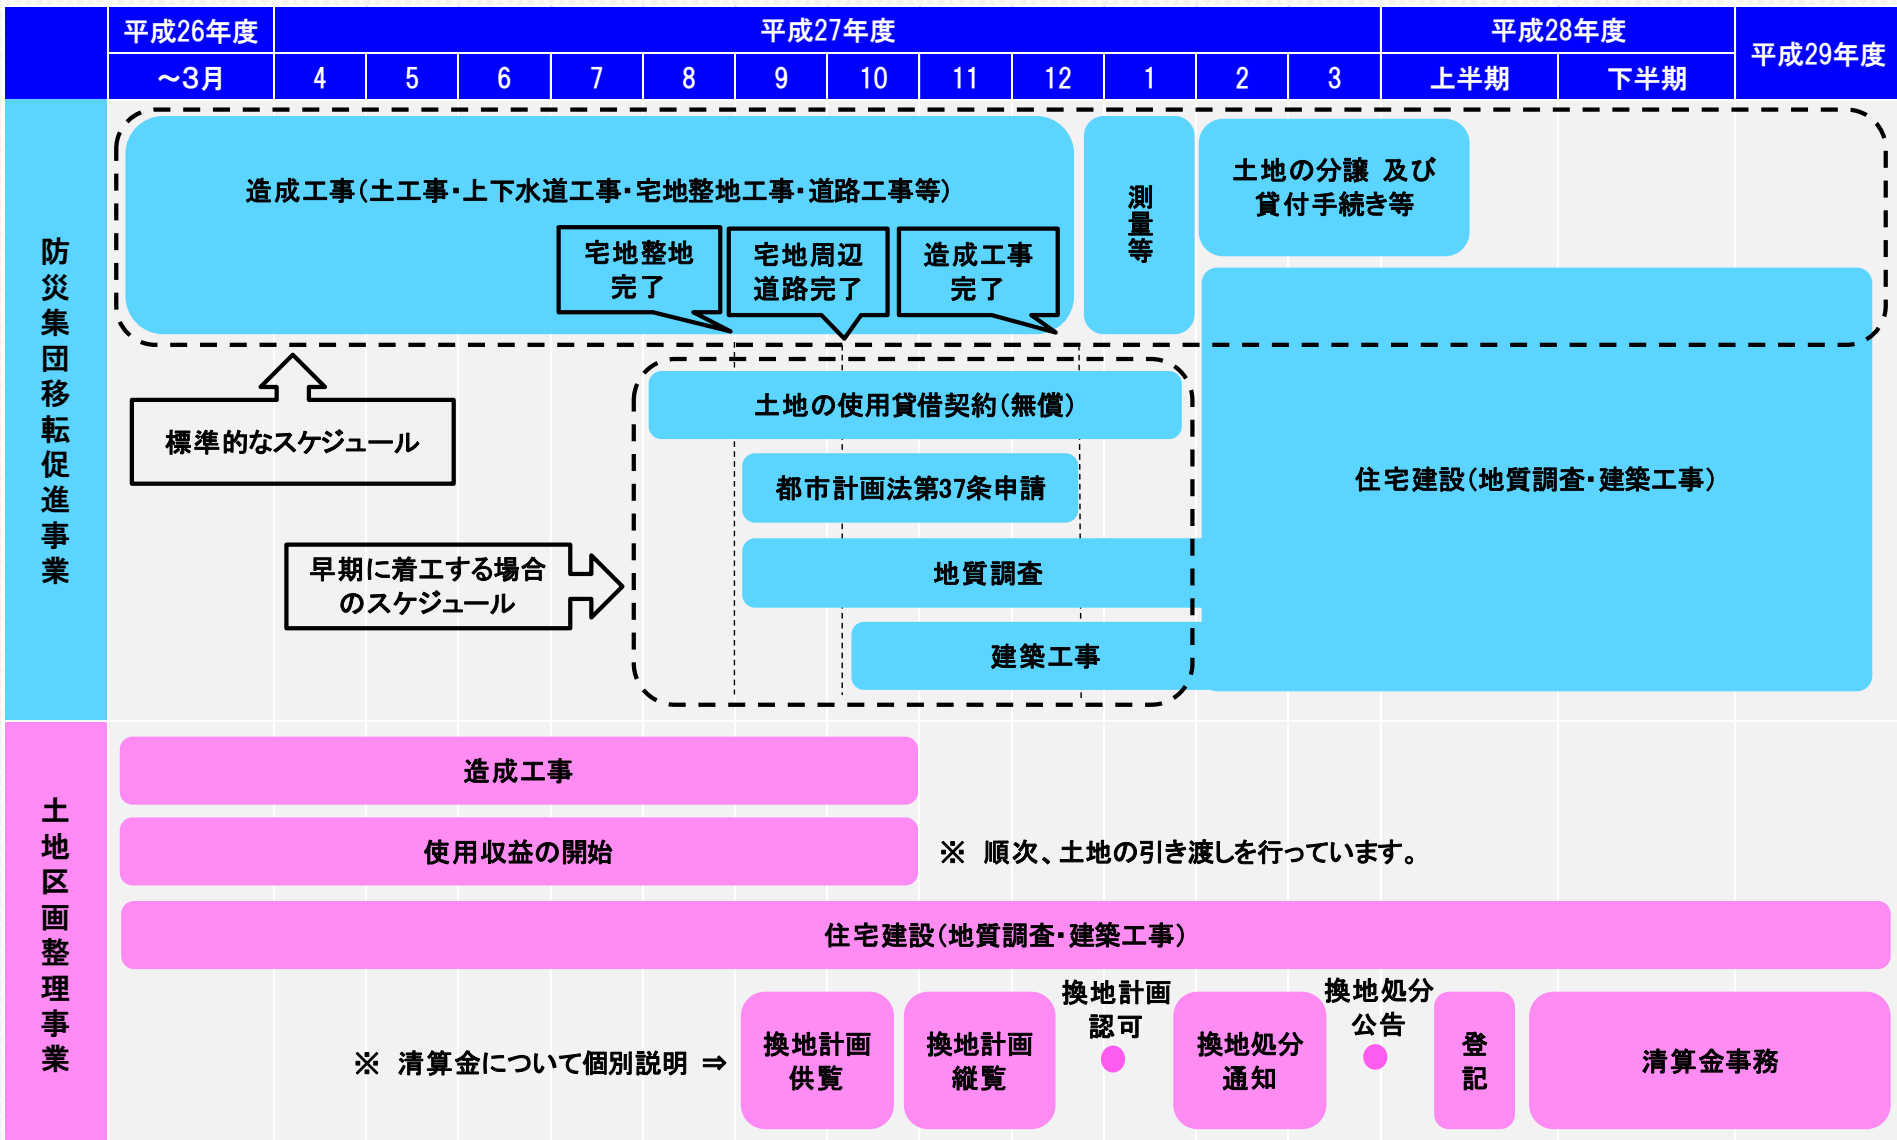 平成26年度
平成27年度
平成28年度
平成29年度
～3月
4
5
6
7
8
9
10
11
12
1
2
3
上半期
下半期
防災集団移転促進事業
造成工事（土工事・上下水道工事・宅地整地工事・道路工事等）
測量等
土地の分譲 及び
貸付手続き等
宅地整地
完了
宅地周辺
道路完了
造成工事
完了
標準的なスケジュール
土地の使用貸借契約（無償）
都市計画法第37条申請
住宅建設（地質調査・建築工事）
早期に着工する場合
のスケジュール
地質調査
建築工事
土地区画整理事業
造成工事
使用収益の開始
※ 順次、土地の引き渡しを行っています。
住宅建設（地質調査・建築工事）
※ 清算金について個別説明 ⇒
換地計画
供覧
換地計画
縦覧
換地計画
認可
換地処分
通知
換地処分
公告
登記
清算金事務